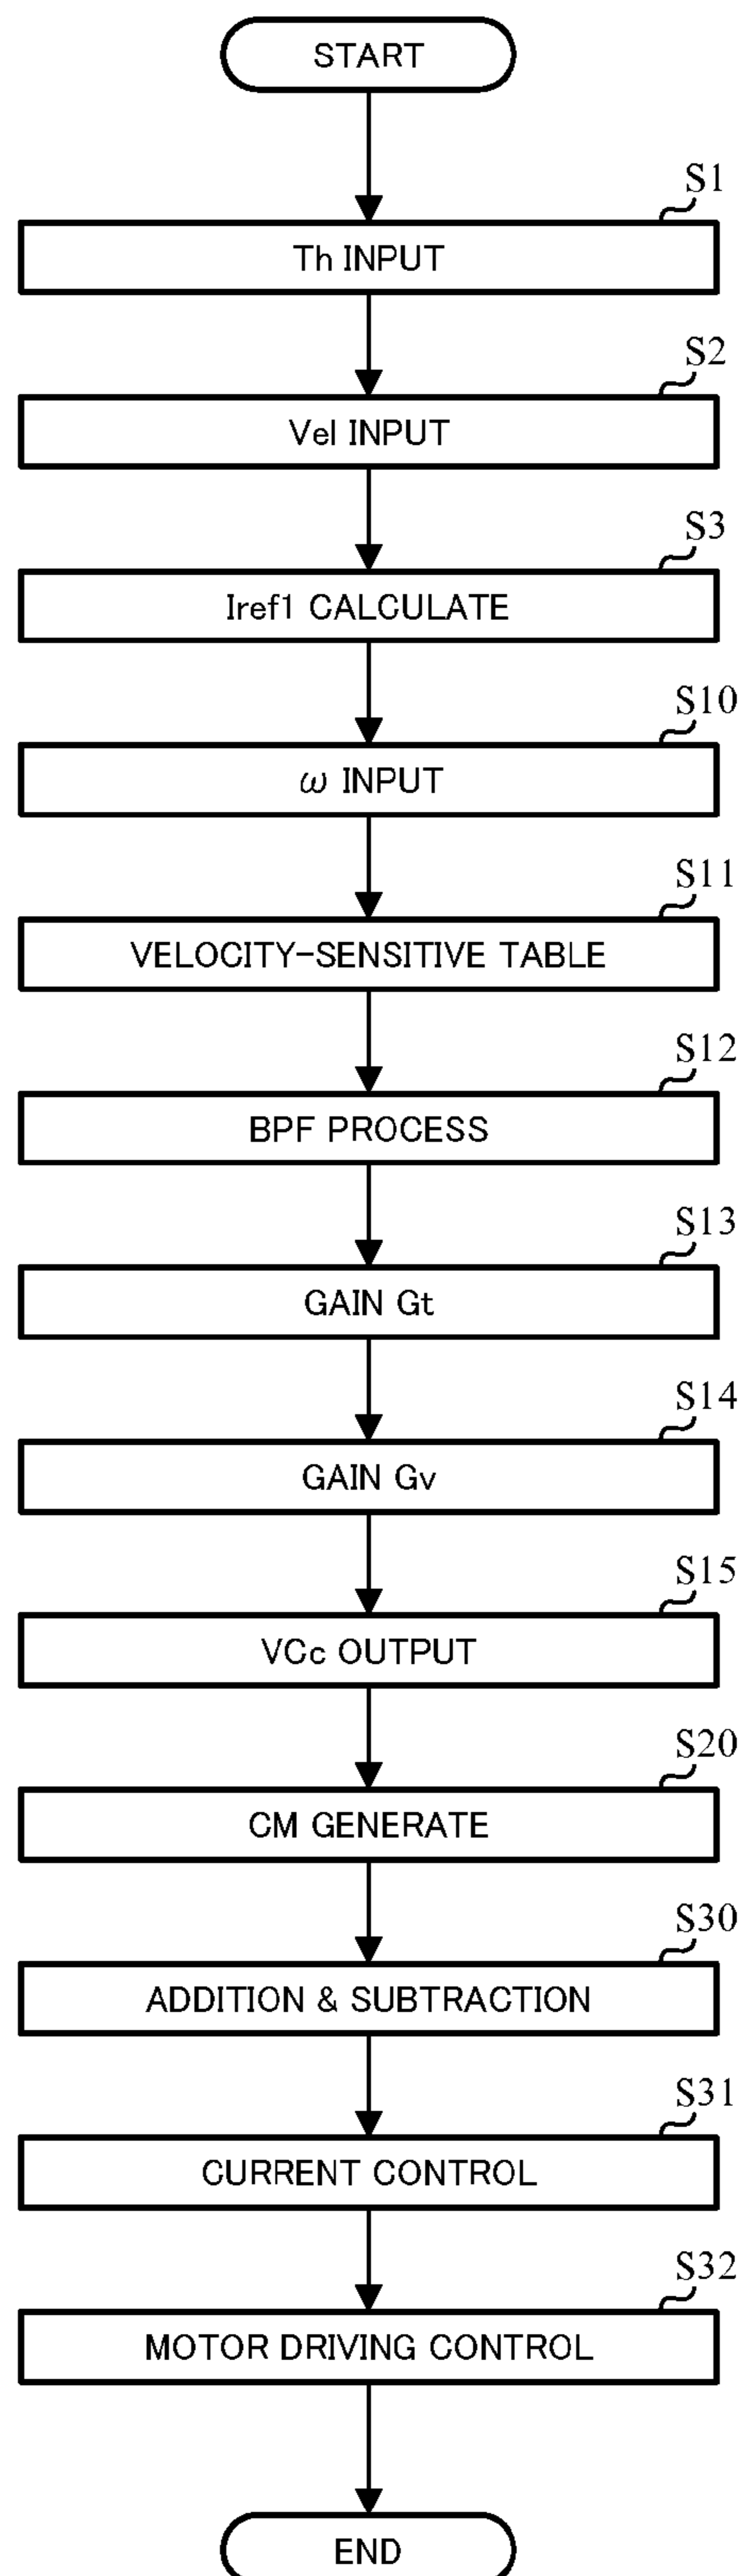 START
S1
Th INPUT
S2
Vel INPUT
S3
Iref1 CALCULATE
S10
ω INPUT
S11
VELOCITY-SENSITIVE TABLE
S12
BPF PROCESS
S13
GAIN Gt
S14
GAIN Gv
S15
VCc OUTPUT
S20
CM GENERATE
S30
ADDITION & SUBTRACTION
S31
CURRENT CONTROL
S32
MOTOR DRIVING CONTROL
END